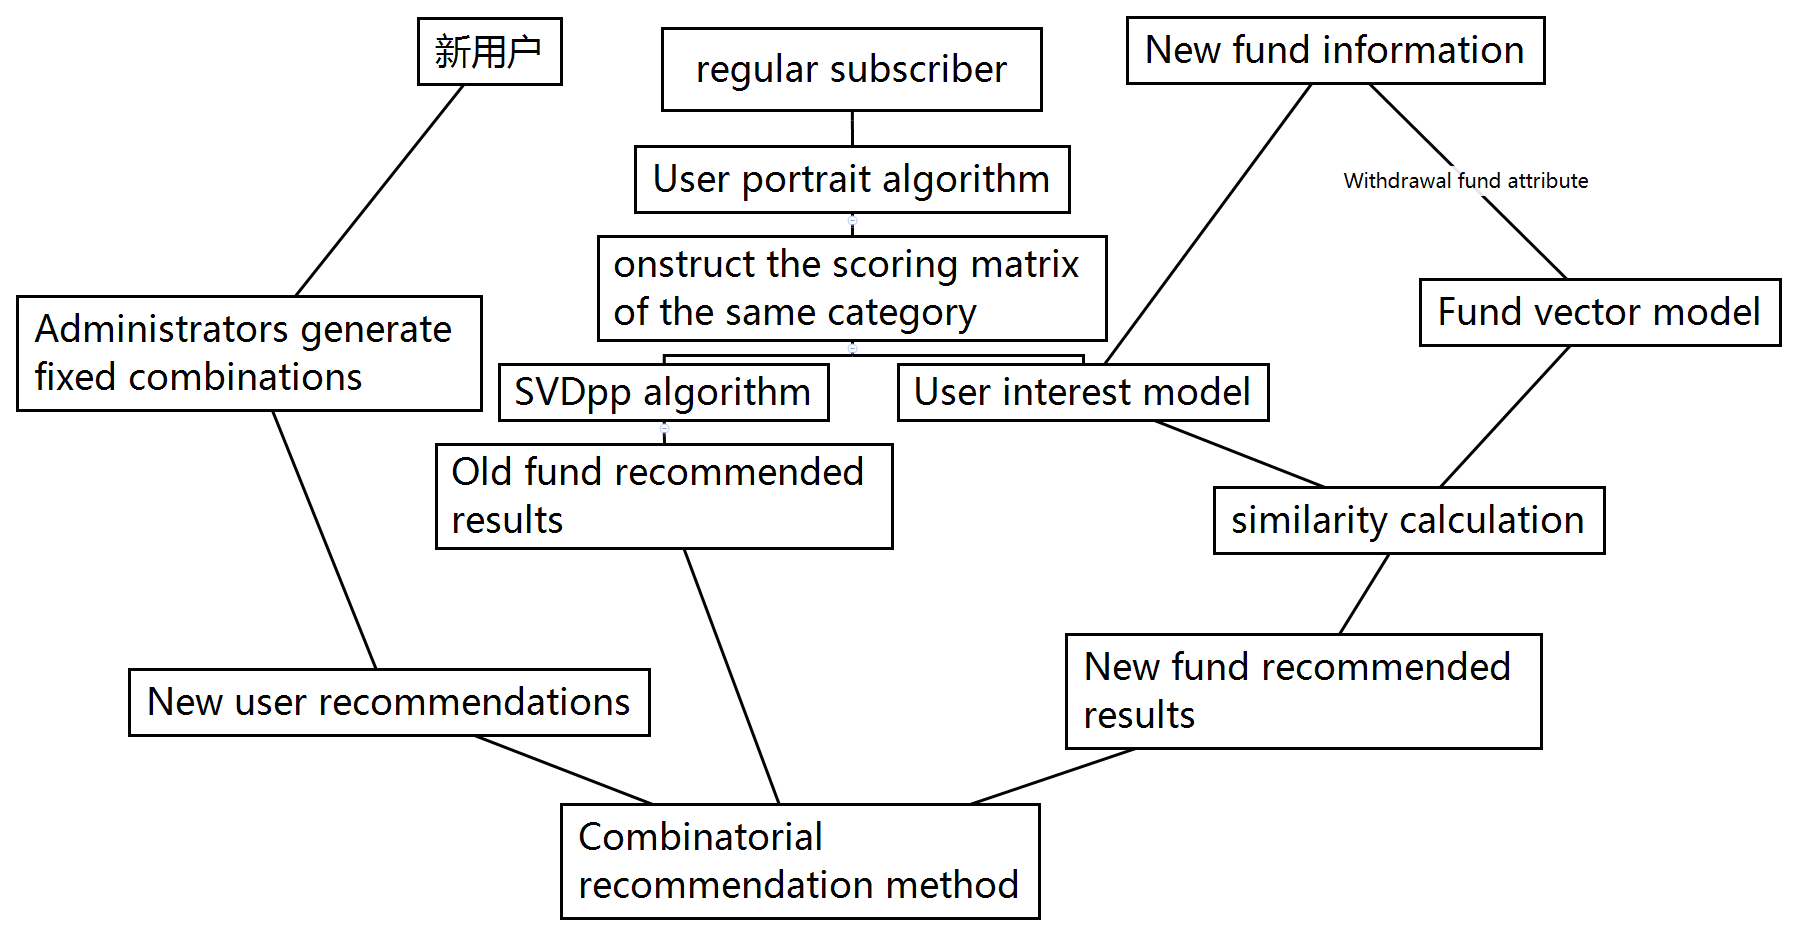 新用户
regular subscriber
New fund information
User portrait algorithm
Withdrawal fund attribute
onstruct the scoring matrix
of the same category
Administrators generate
fixed combinations
Fund vector model
SVDpp algorithm
User interest model
Old fund recommended
results
similarity calculation
New user recommendations
New fund recommended
results
Combinatorial
recommendation method